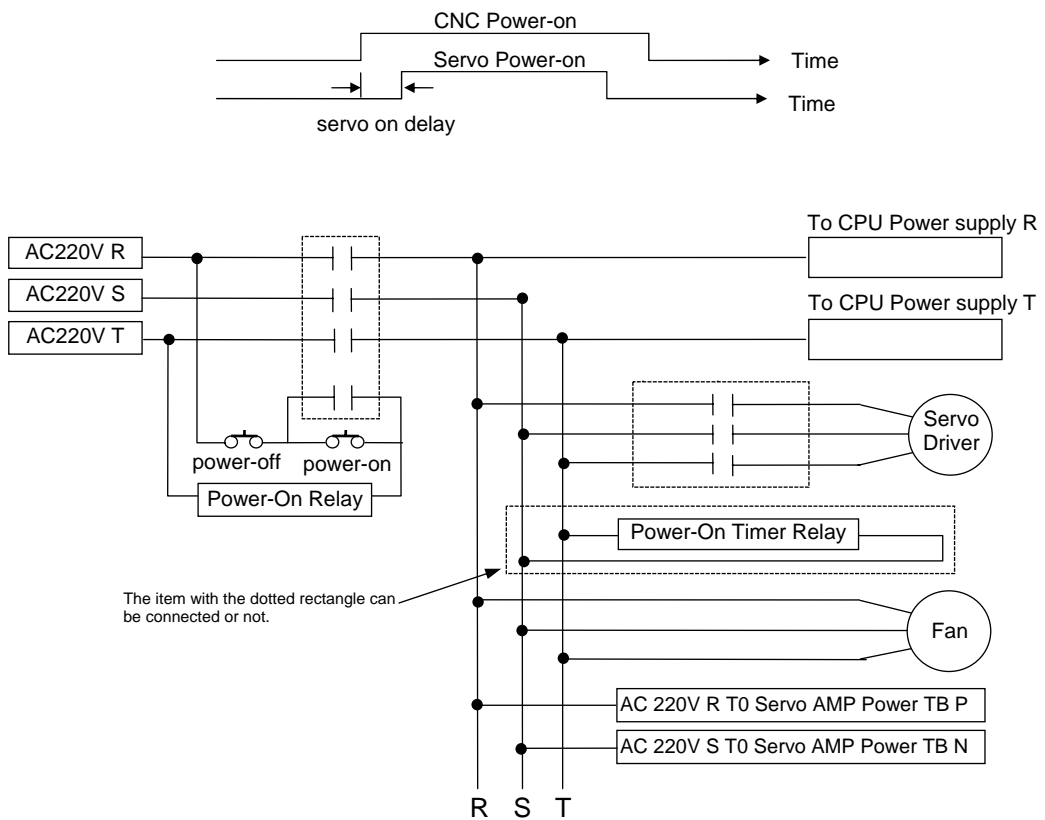 CNC Power-on
Servo Power-on
Time
Time
servo on delay
To CPU Power supply R
AC220V R
AC220V S
To CPU Power supply T
AC220V T
Servo
Driver
power-off
power-on
Power-On Relay
Power-On Timer Relay
The item with the dotted rectangle can
be connected or not.
Fan
AC 220V R T0 Servo AMP Power TB P
AC 220V S T0 Servo AMP Power TB N
R S T